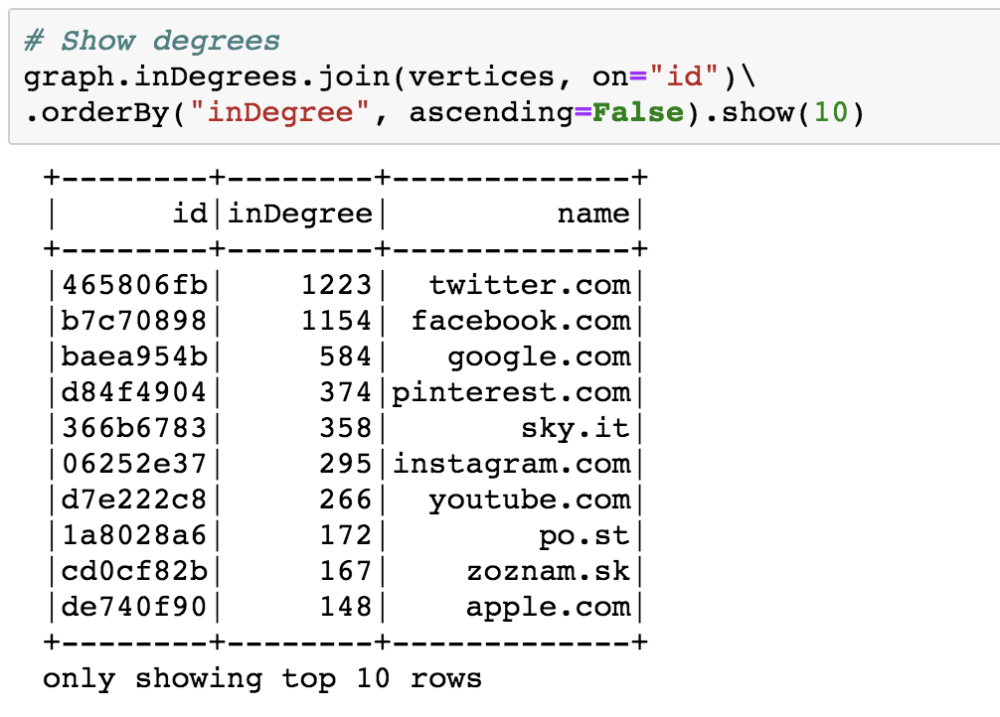 # Show degrees
graph.inDegrees.join(vertices, on="id")\
.orderBy("inDegree", ascending=False).show(10)
+--------+--------+-------------+
|      id|inDegree|         name|
+--------+--------+-------------+
|465806fb|    1223|  twitter.com|
|b7c70898|    1154| facebook.com|
|baea954b|     584|   google.com|
|d84f4904|     374|pinterest.com|
|366b6783|     358|       sky.it|
|06252e37|     295|instagram.com|
|d7e222c8|     266|  youtube.com|
|1a8028a6|     172|        po.st|
|cd0cf82b|     167|    zoznam.sk|
|de740f90|     148|    apple.com|
+--------+--------+-------------+
only showing top 10 rows